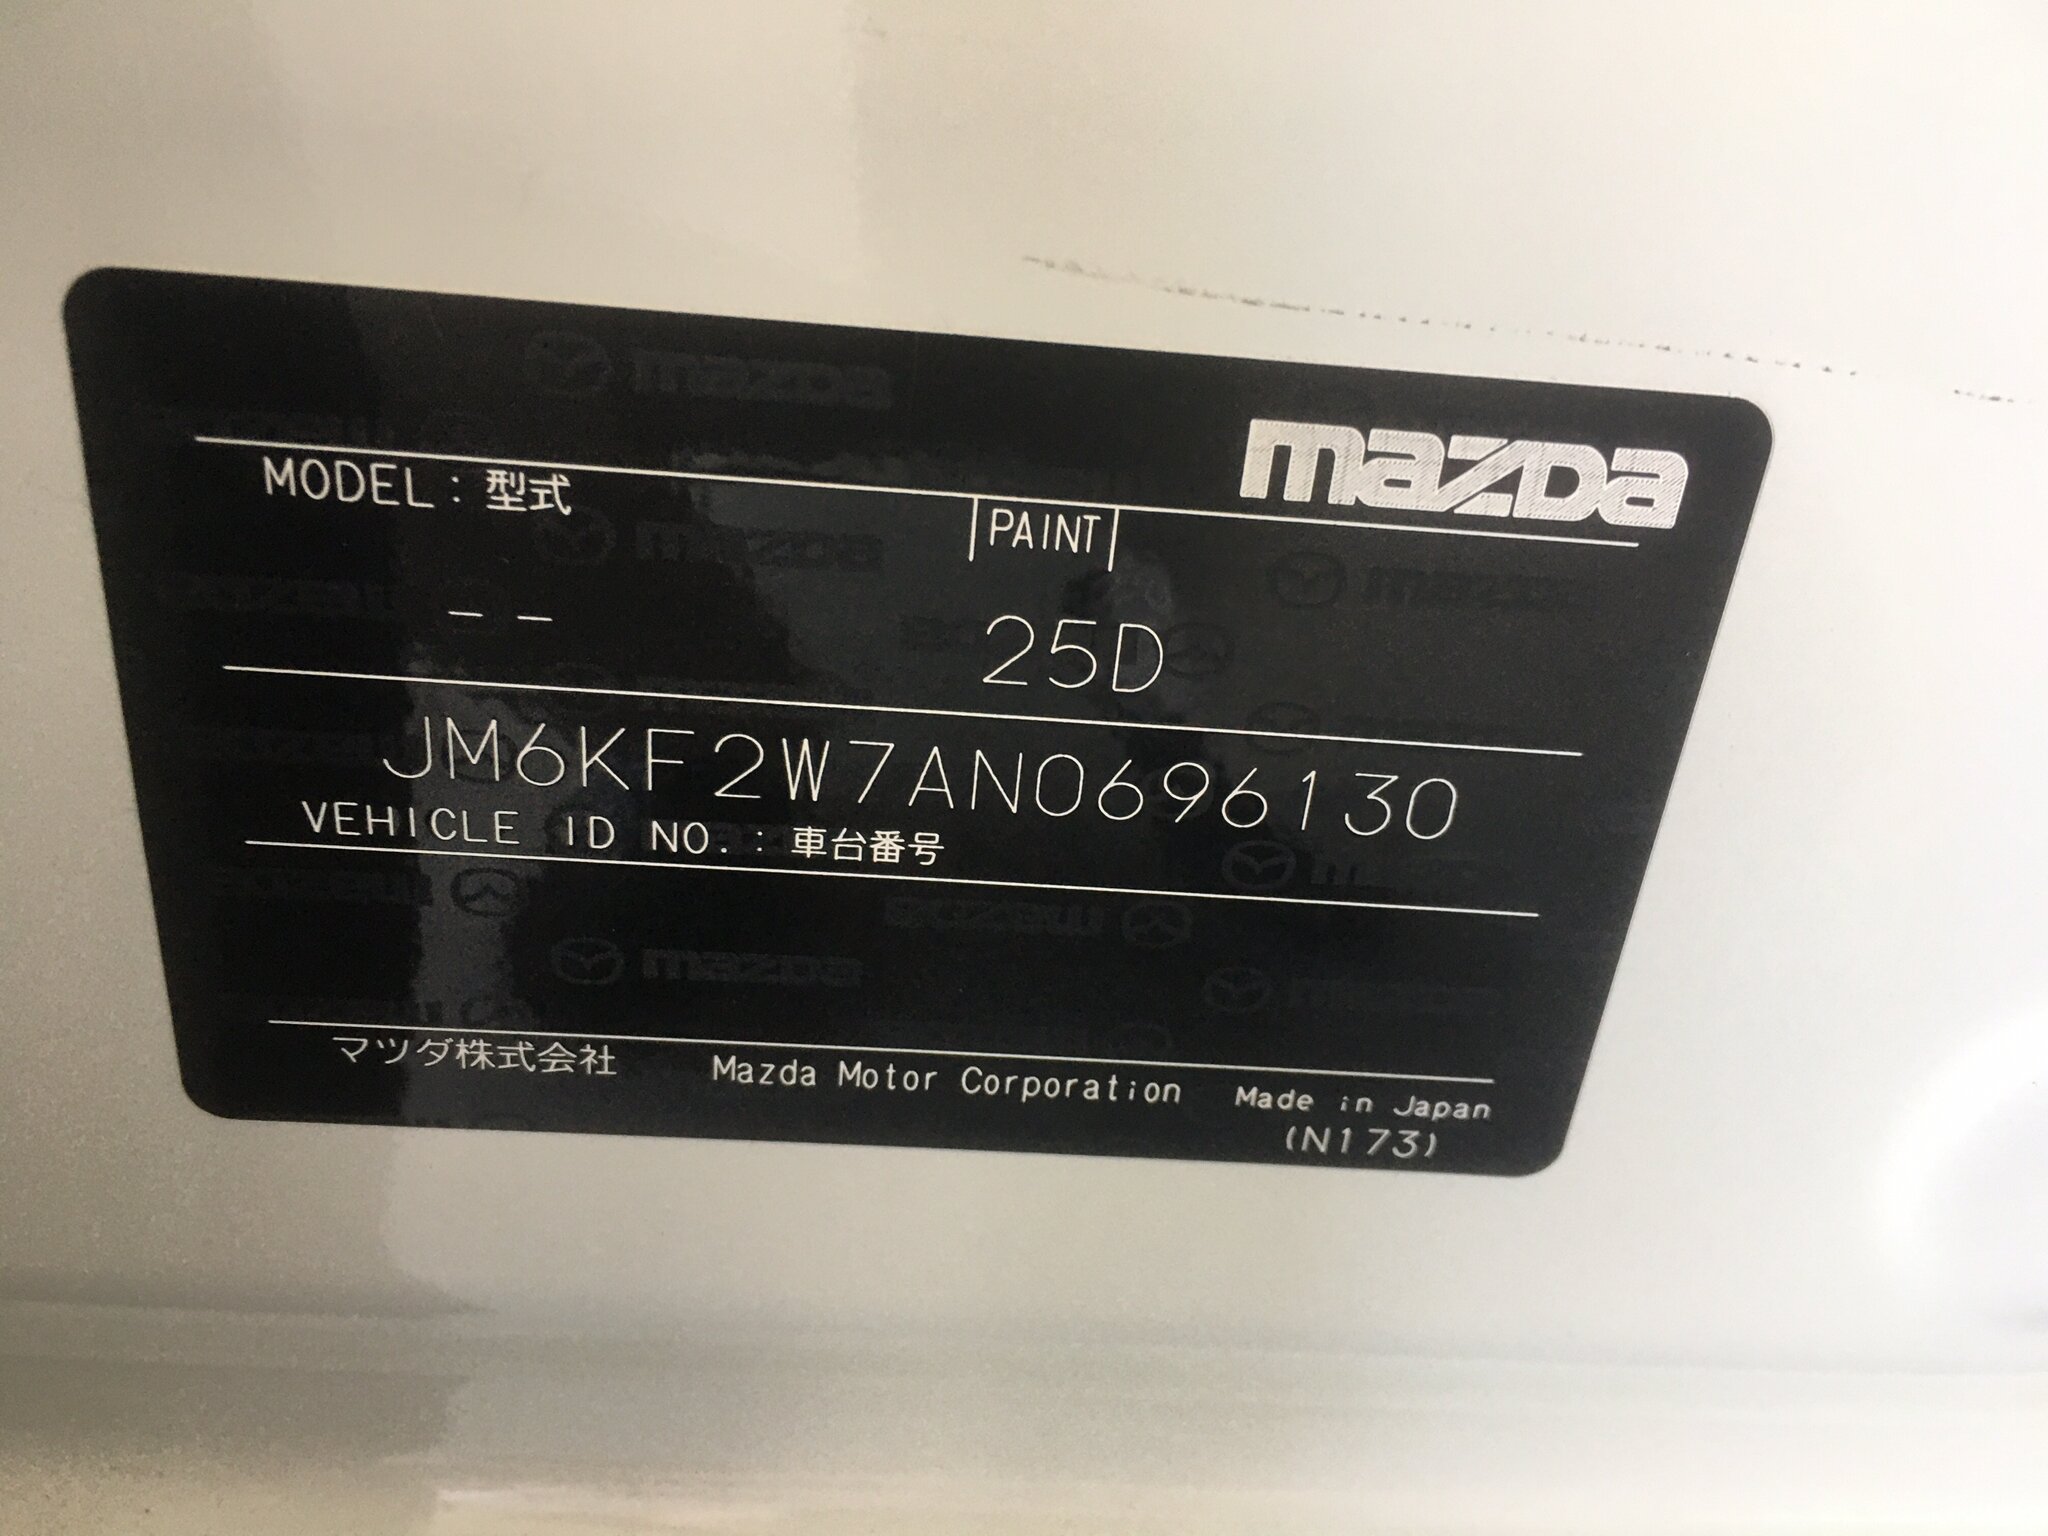 mazda
MODEL : 型式
PAINT
– –
25D
JM6KF2W7AN0696130
VEHICLE ID NO. : 車台番号
マツダ株式会社 Mazda Motor Corporation Made in Japan
(N173)